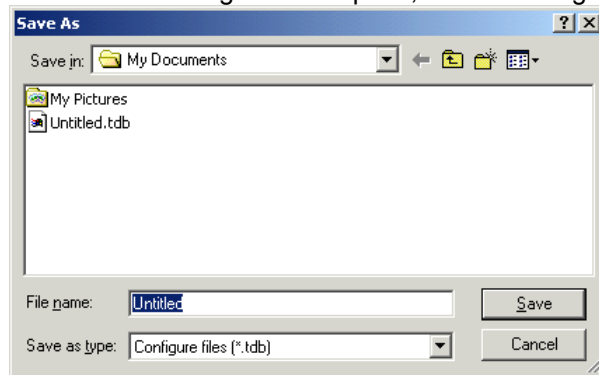 Save As
Save in: My Documents
My Pictures
Untitled.tdb
File name: Untitled Save
Save as type: Configure files (*.tdb) Cancel